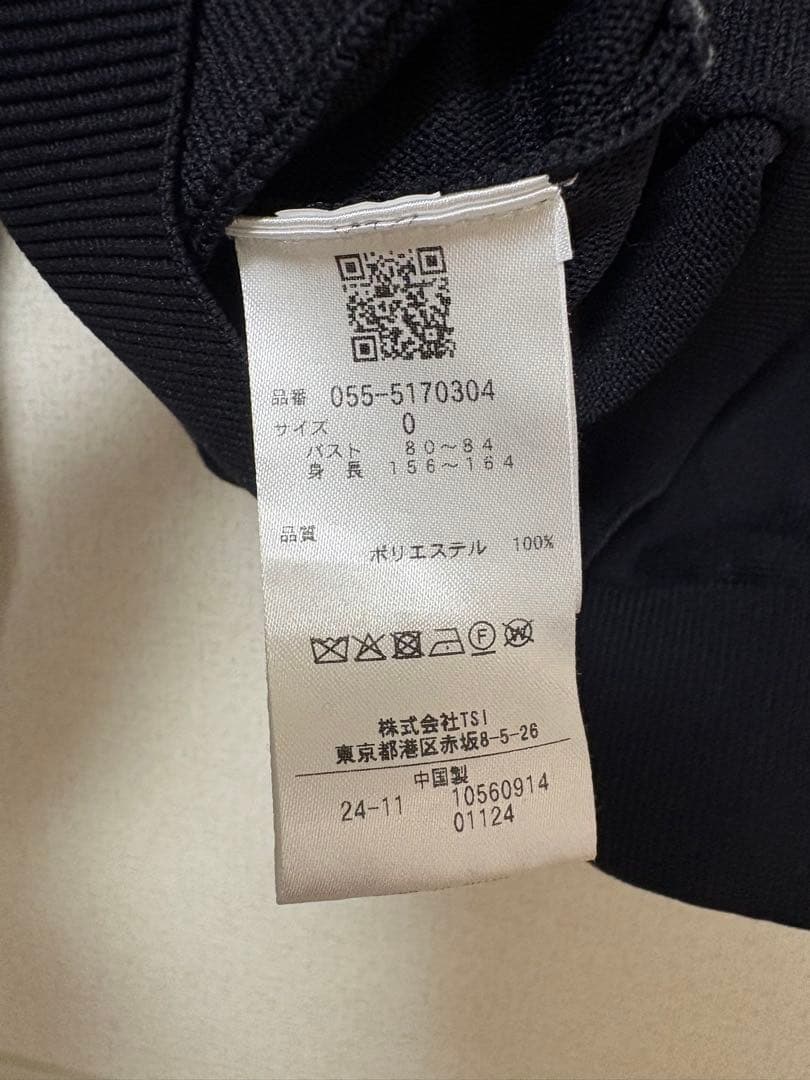 品番 055-5170304
サイズ 0
バスト 80～84
身長 156～164
品質
ポリエステル 100%
F W
株式会社TSI
東京都港区赤坂8-5-26
中国製
24-11 10560914
01124